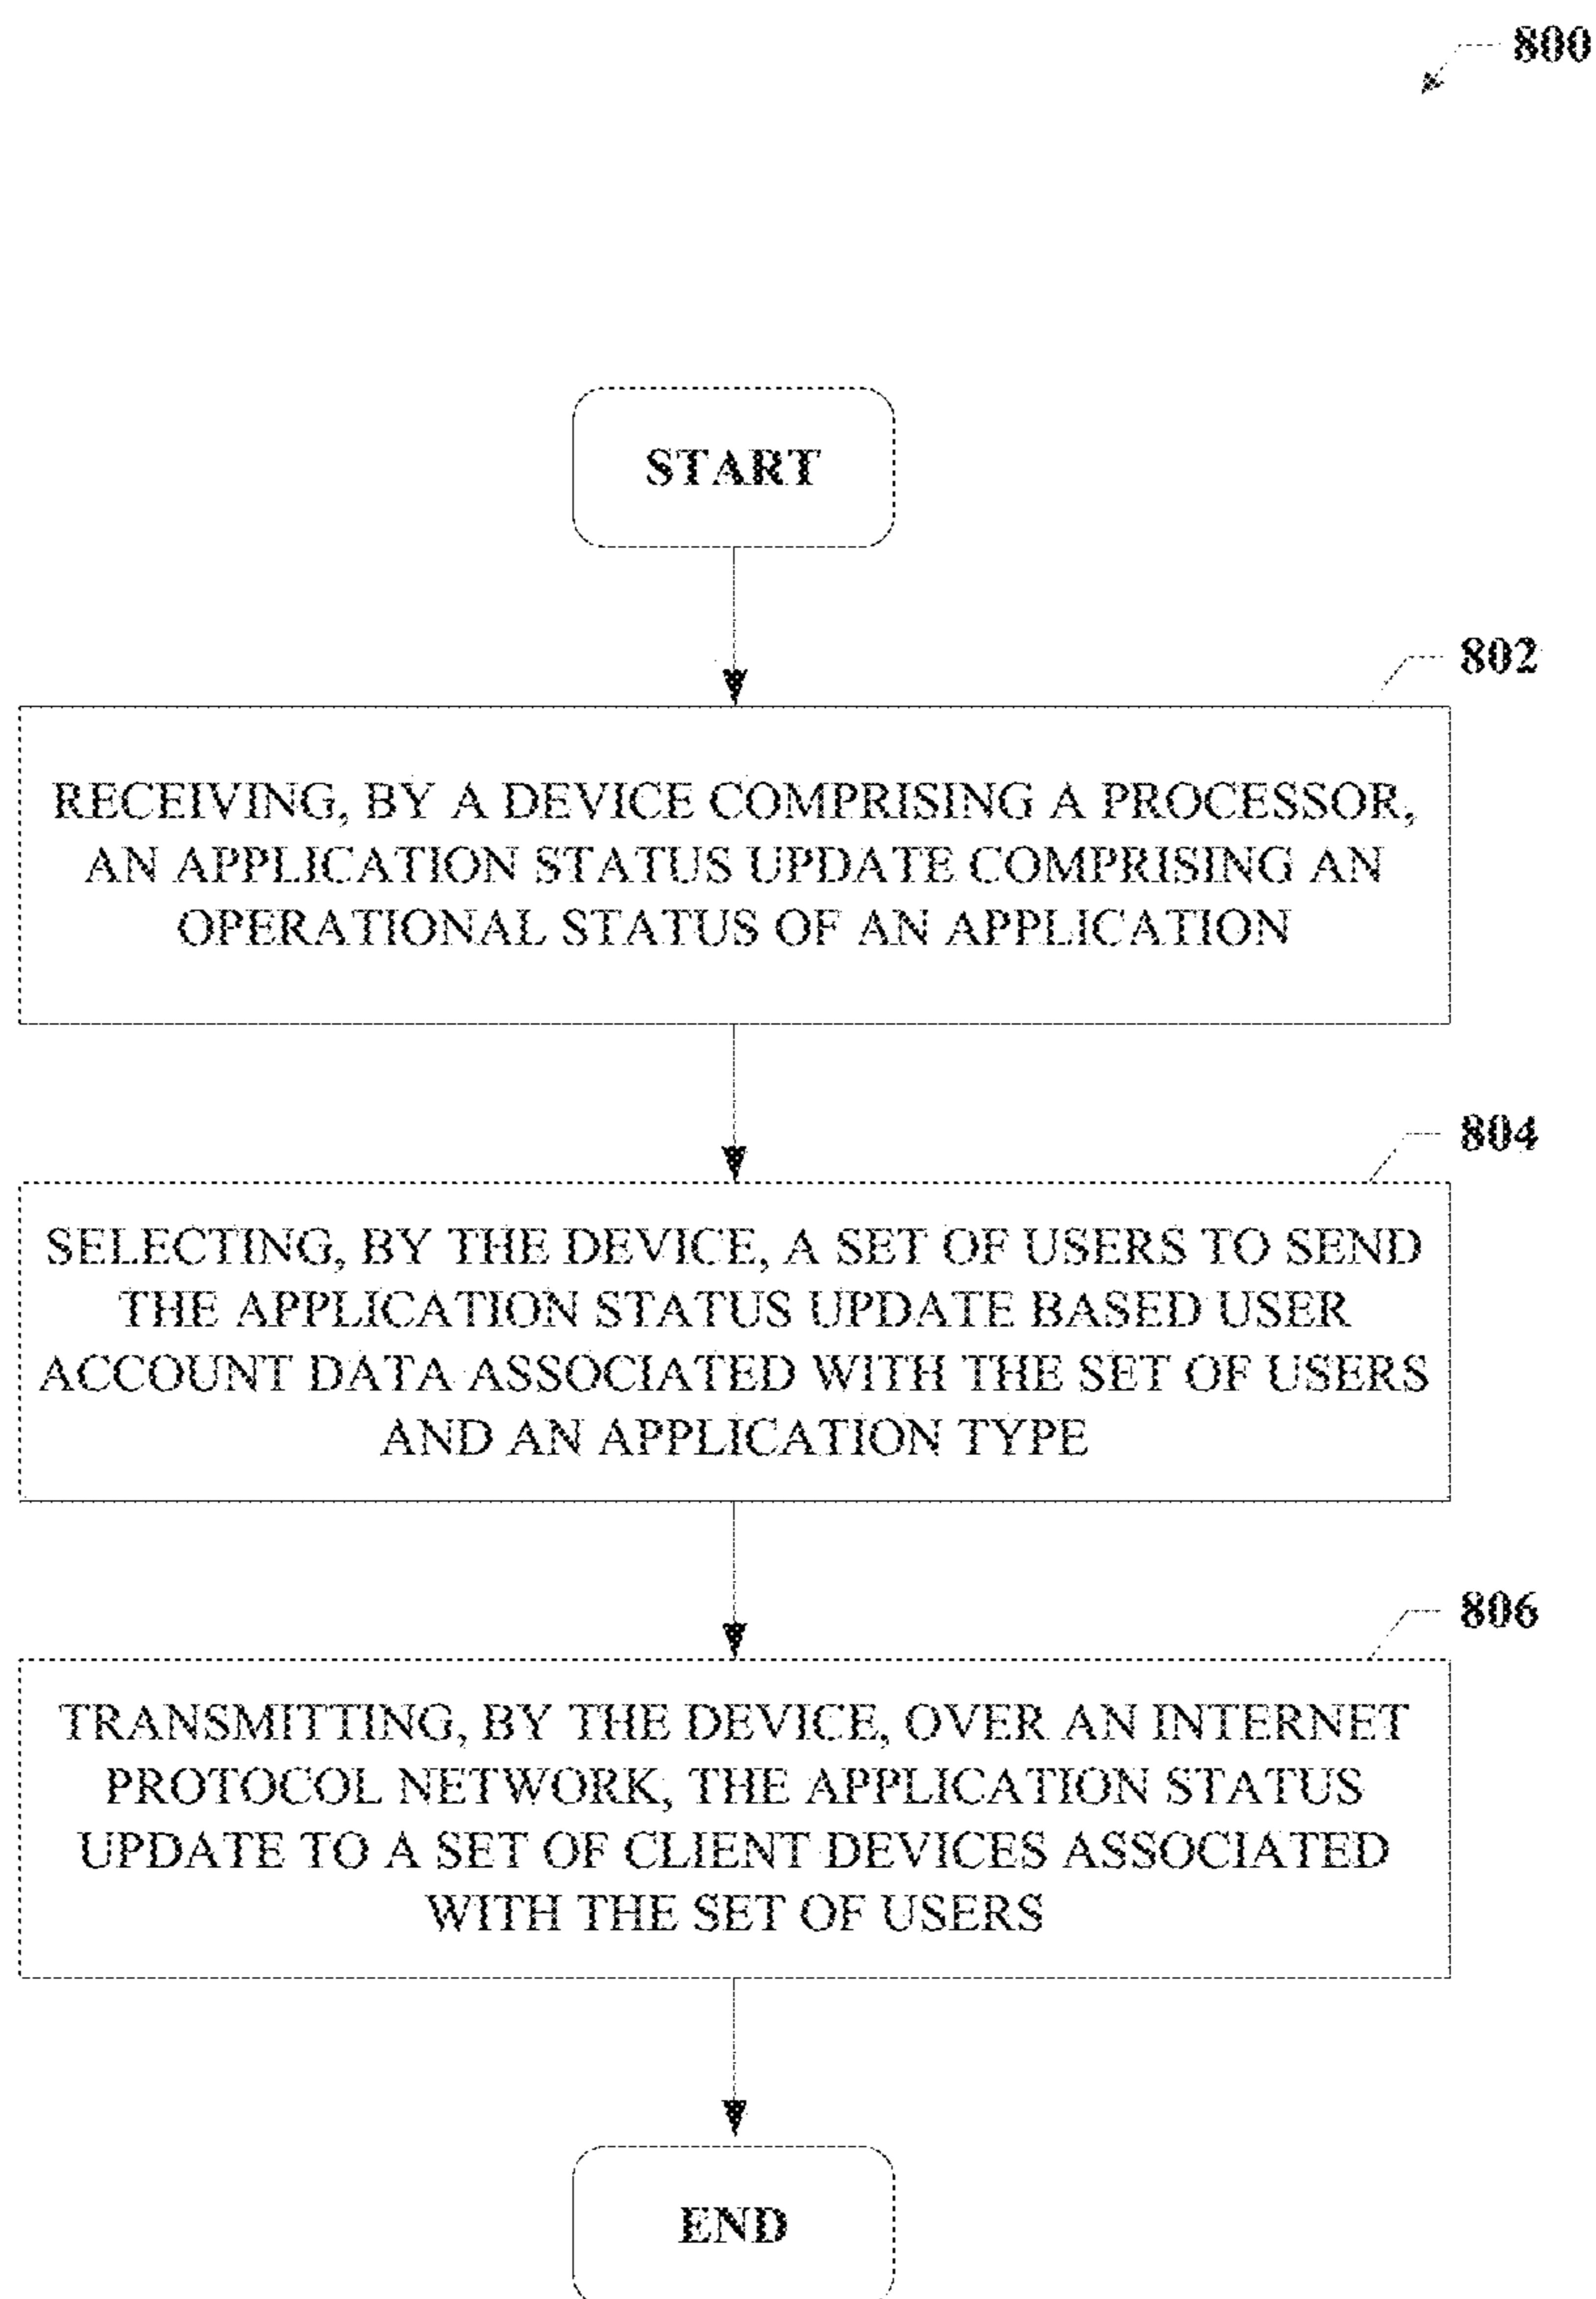 800
START
802
RECEIVING, BY A DEVICE COMPRISING A PROCESSOR,
AN APPLICATION STATUS UPDATE COMPRISING AN
OPERATIONAL STATUS OF AN APPLICATION
804
SELECTING, BY THE DEVICE, A SET OF USERS TO SEND
THE APPLICATION STATUS UPDATE BASED USER
ACCOUNT DATA ASSOCIATED WITH THE SET OF USERS
AND AN APPLICATION TYPE
806
TRANSMITTING, BY THE DEVICE, OVER AN INTERNET
PROTOCOL NETWORK, THE APPLICATION STATUS
UPDATE TO A SET OF CLIENT DEVICES ASSOCIATED
WITH THE SET OF USERS
END